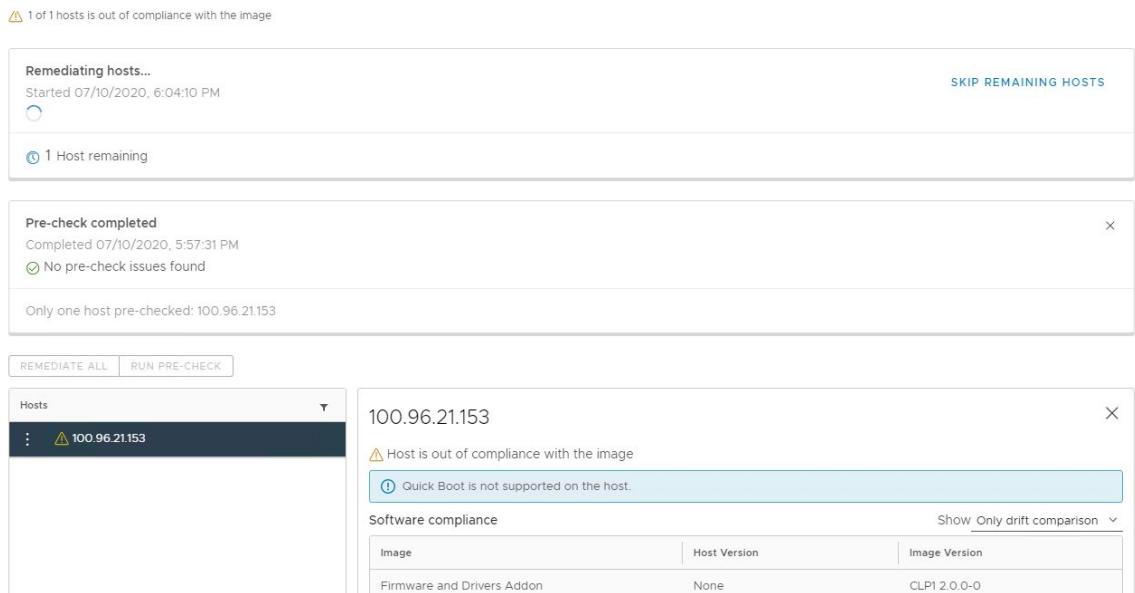 1 of 1 hosts is out of compliance with the image
Remediating hosts...
Started 07/10/2020, 6:04:10 PM
SKIP REMAINING HOSTS
1 Host remaining
Pre-check completed
Completed 07/10/2020, 5:57:31 PM
No pre-check issues found
Only one host pre-checked: 100.96.21.153
REMEDIATE ALL RUN PRE-CHECK
Hosts
100.96.21.153
100.96.21.153
Host is out of compliance with the image
Quick Boot is not supported on the host.
Software compliance Show Only drift comparison
Image Host Version Image Version
Firmware and Drivers Addon None CLP1 2.0.0-0